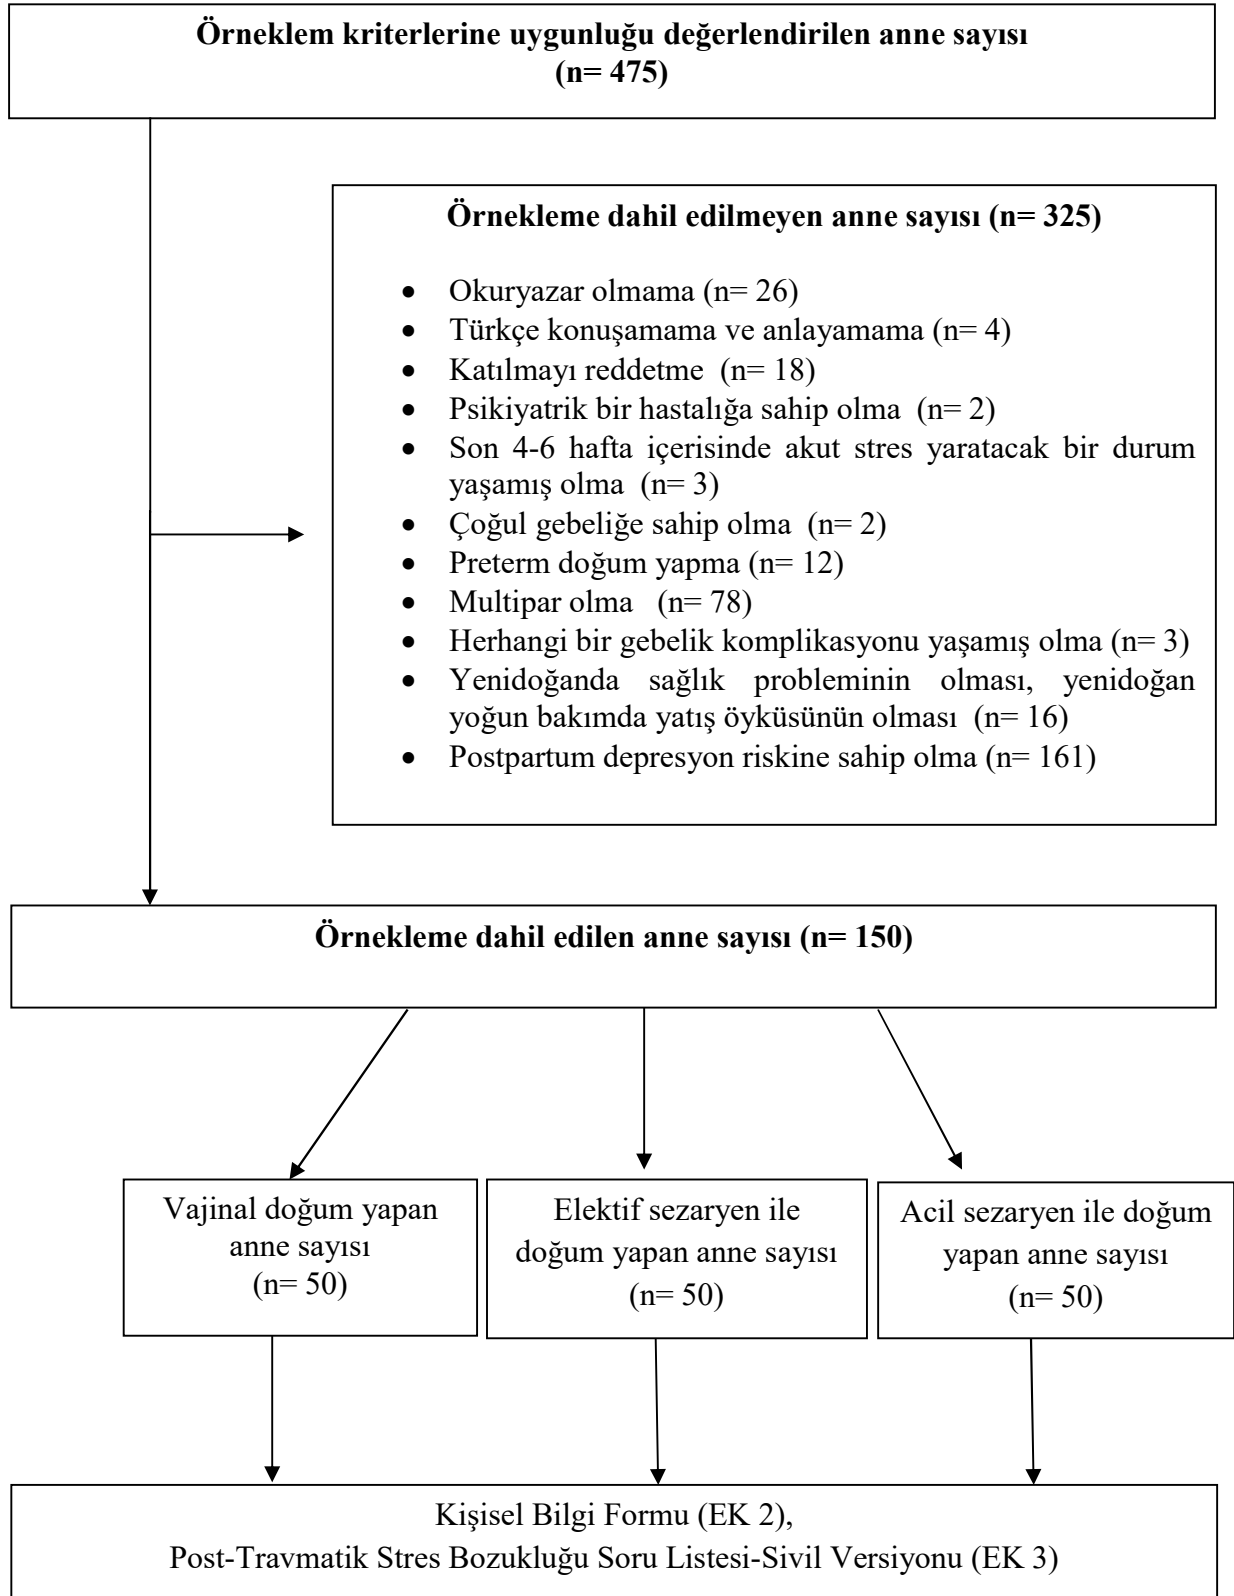 Örneklem kriterlerine uygunluğu değerlendirilen anne sayısı
(n= 475)
Örnekleme dahil edilmeyen anne sayısı (n= 325)
• Okuryazar olmama (n= 26)
• Türkçe konuşamama ve anlayamama (n= 4)
• Katılmayı reddetme (n= 18)
• Psikiyatrik bir hastalığa sahip olma (n= 2)
• Son 4-6 hafta içerisinde akut stres yaratacak bir durum
yaşamış olma (n= 3)
• Çoğul gebeliğe sahip olma (n= 2)
• Preterm doğum yapma (n= 12)
• Multipar olma (n= 78)
• Herhangi bir gebelik komplikasyonu yaşamış olma (n= 3)
• Yenidoğanda sağlık probleminin olması, yenidoğan
yoğun bakımda yatış öyküsünün olması (n= 16)
• Postpartum depresyon riskine sahip olma (n= 161)
Örnekleme dahil edilen anne sayısı (n= 150)
Vajinal doğum yapan
anne sayısı
(n= 50)
Elektif sezaryen ile
doğum yapan anne sayısı
(n= 50)
Acil sezaryen ile doğum
yapan anne sayısı
(n= 50)
Kişisel Bilgi Formu (EK 2),
Post-Travmatik Stres Bozukluğu Soru Listesi-Sivil Versiyonu (EK 3)